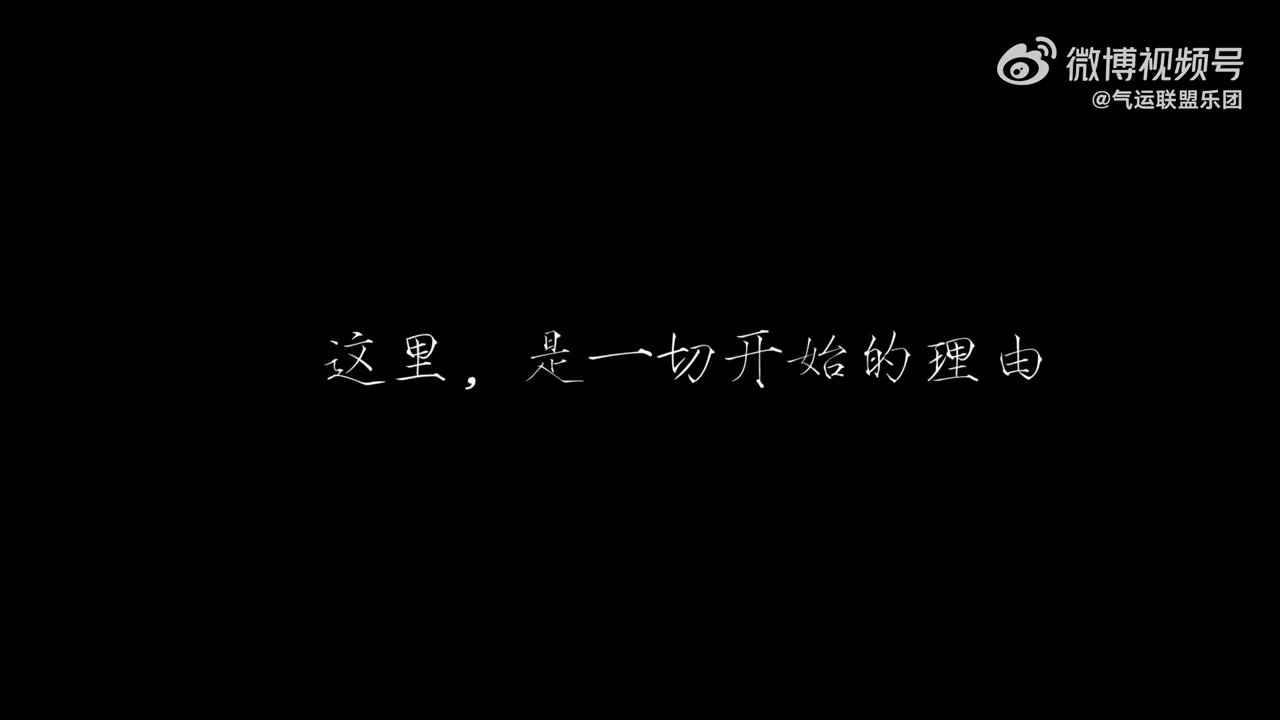 微博视频号
@气运联盟乐团
这里，是一切开始的理由